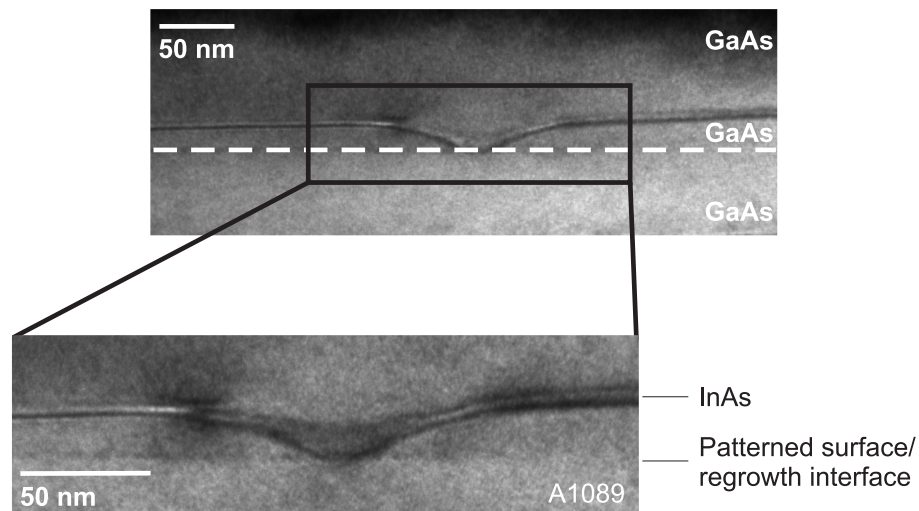 50 nm
GaAs
GaAs
GaAs
InAs
Patterned surface/
regrowth interface
50 nm
A1089